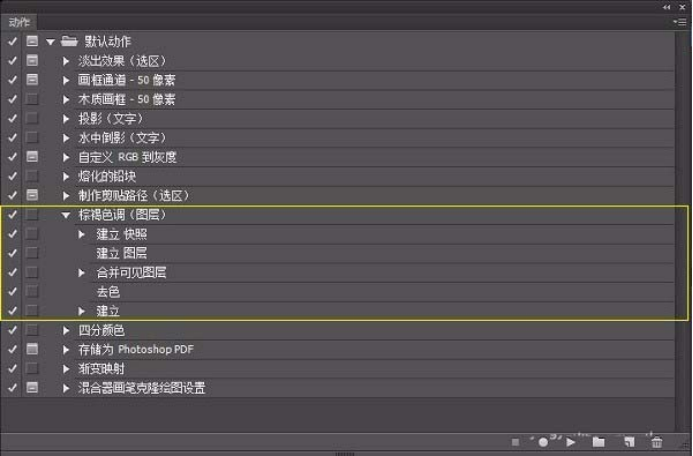 动作
默认动作
淡出效果（选区）
画框通道 - 50 像素
木质画框 - 50 像素
投影（文字）
水中倒影（文字）
自定义 RGB 到灰度
熔化的铅块
制作剪贴路径（选区）
棕褐色调（图层）
建立 快照
建立 图层
合并可见图层
去色
建立
四分颜色
存储为 Photoshop PDF
渐变映射
混合器画笔克隆绘图设置